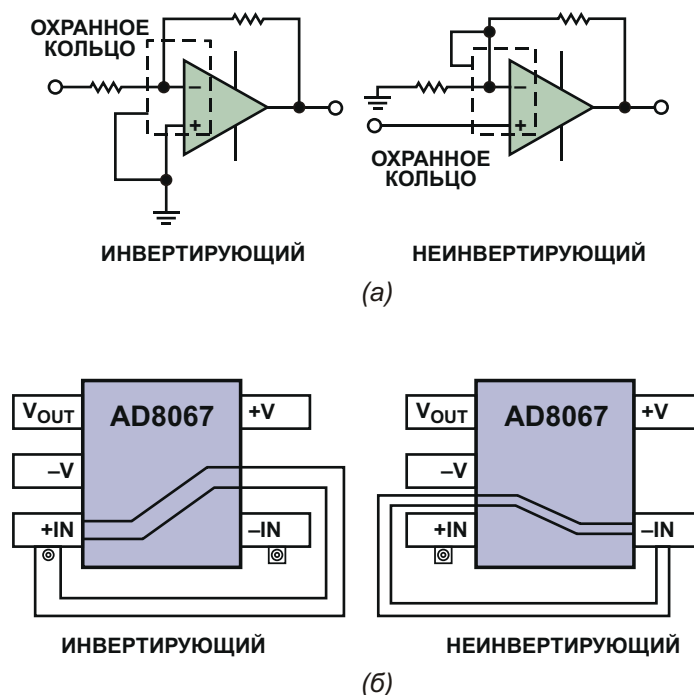 ОХРАННОЕ
КОЛЬЦО
–
+
ИНВЕРТИРУЮЩИЙ
–
+
ОХРАННОЕ
КОЛЬЦО
НЕИНВЕРТИРУЮЩИЙ
(а)
VOUT
AD8067
+V
–V
+IN
–IN
ИНВЕРТИРУЮЩИЙ
VOUT
AD8067
+V
–V
+IN
–IN
НЕИНВЕРТИРУЮЩИЙ
(б)